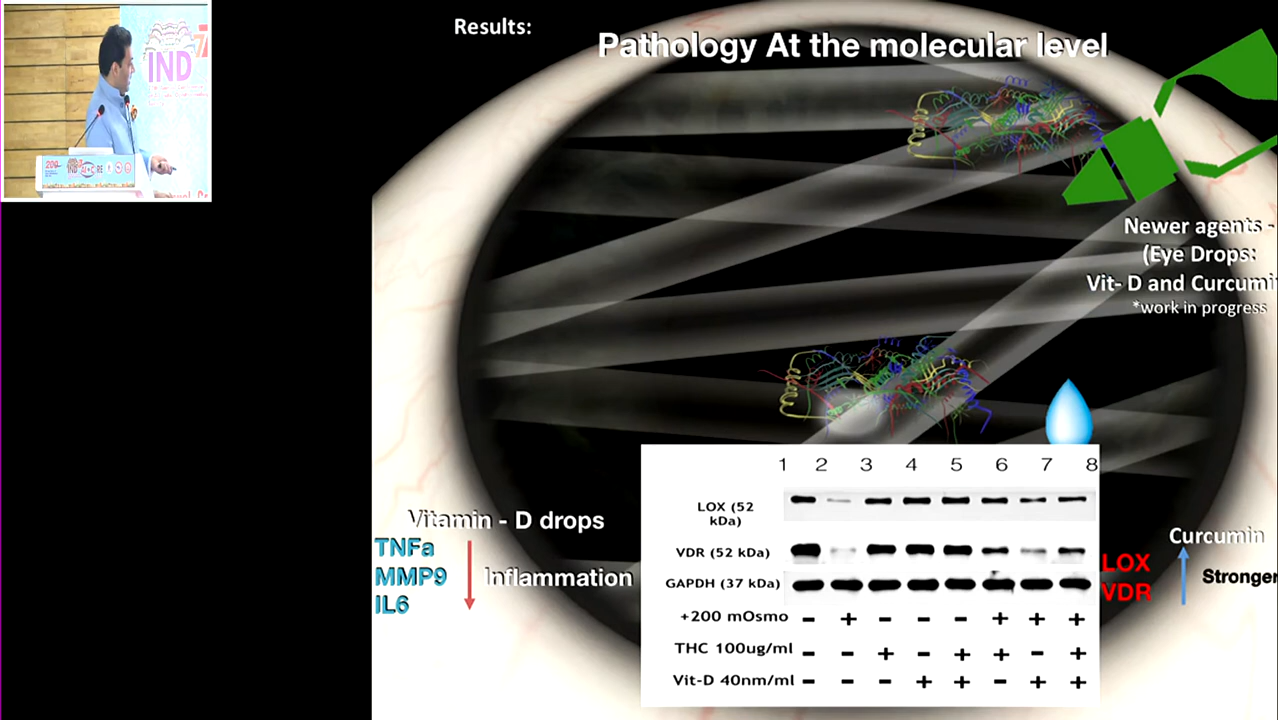 Results:
Pathology At the molecular level
IND
7
200
Newer agents -
(Eye Drops:
Vit- D and Curcumi
*work in progress
1 2 3 4 5 6 7 8
LOX (52
kDa)
VDR (52 kDa)
GAPDH (37 kDa)
+200 mOsmo - + - - - + + +
THC 100ug/ml - - + - + + - +
Vit-D 40nm/ml - - - + + - + +
Vitamin - D drops
TNFa
MMP9
IL6
Inflammation
Curcumin
LOX
VDR
Stronger